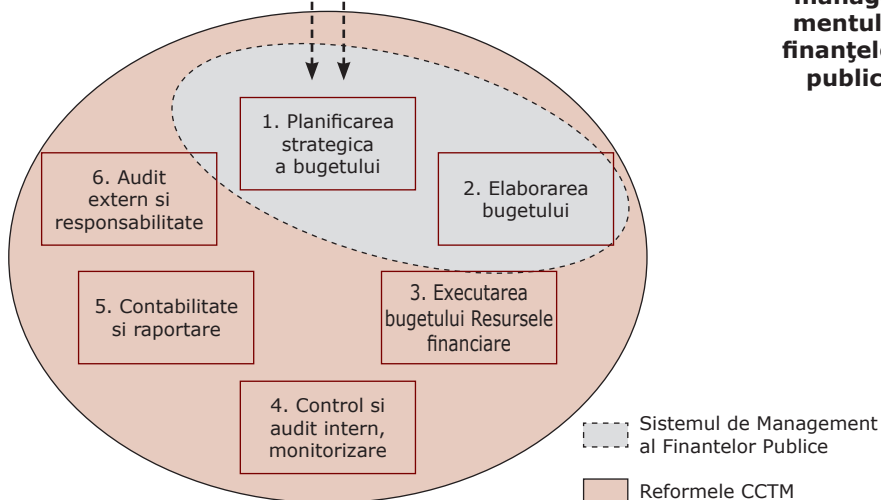 manag
mentul
finanţel
public
1. Planificarea
strategica
a bugetului
2. Elaborarea
bugetului
3. Executarea
bugetului Resursele
financiare
4. Control si
audit intern,
monitorizare
5. Contabilitate
si raportare
6. Audit
extern si
responsabilitate
Sistemul de Management
al Finantelor Publice
Reformele CCTM